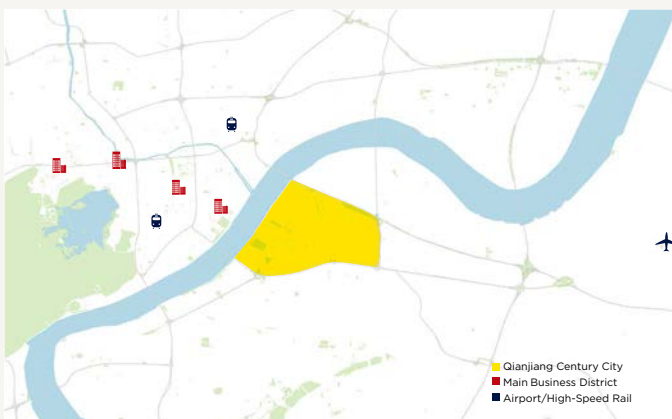 Qianjiang Century City
Main Business District
Airport/High-Speed Rail